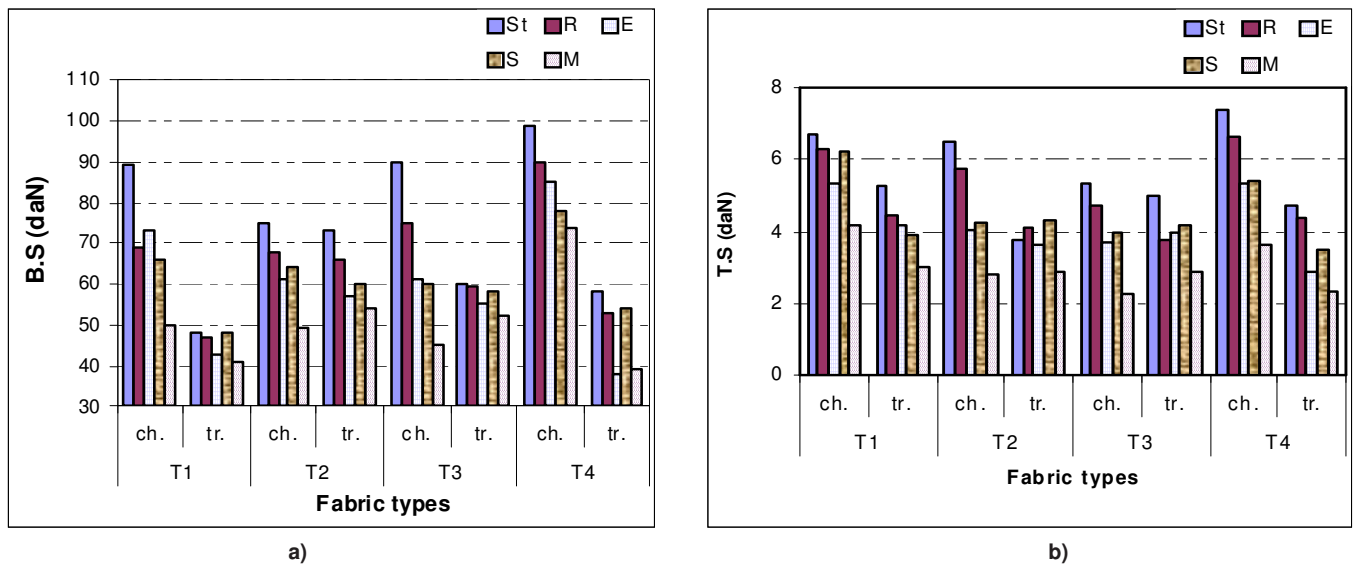 St R E
S M
110
100
90
80
70
60
50
40
30
B.S (daN)
ch. tr. ch. tr. ch. tr. ch. tr.
T1 T2 T3 T4
Fabric types
a)
St R E
S M
8
6
4
2
0
T.S (daN)
ch. tr. ch. tr. ch. tr. ch. tr.
T1 T2 T3 T4
Fabric types
b)